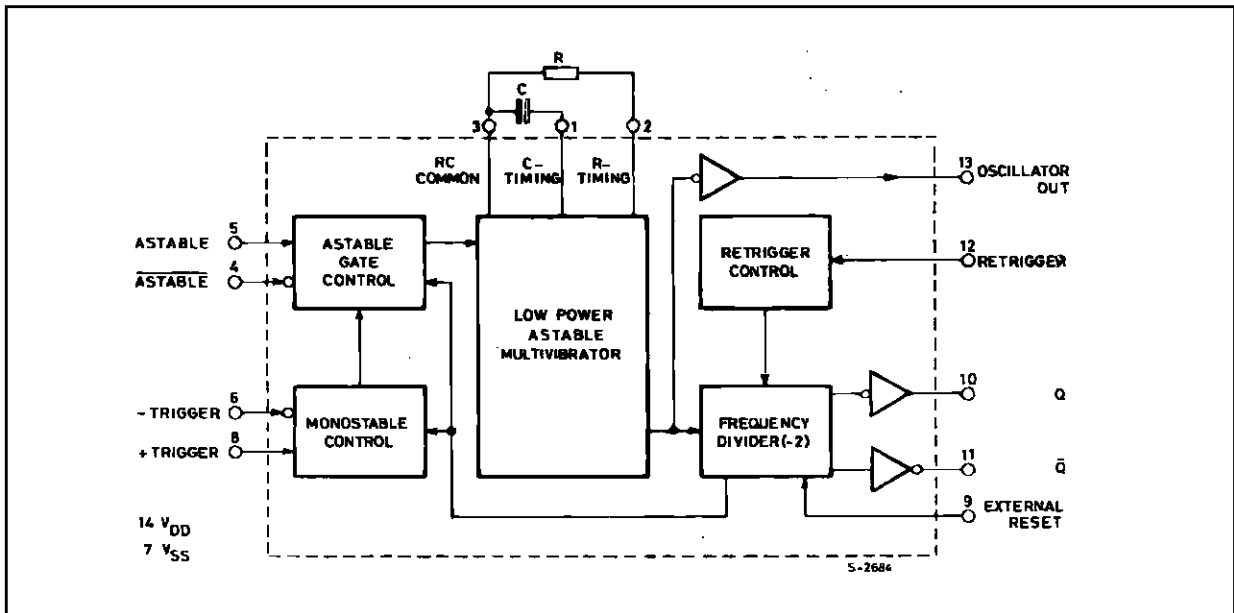 R
C
3
1
2
RC
COMMON
C-
TIMING
R-
TIMING
13
OSCILLATOR
OUT
ASTABLE
5
ASTABLE
4
ASTABLE
GATE
CONTROL
LOW POWER
ASTABLE
MULTIVIBRATOR
RETRIGGER
CONTROL
12
RETRIGGER
-TRIGGER
6
+TRIGGER
8
MONOSTABLE
CONTROL
FREQUENCY
DIVIDER(-2)
10
Q
11
Q̄
9
EXTERNAL
RESET
14 VDD
7 VSS
S-2684